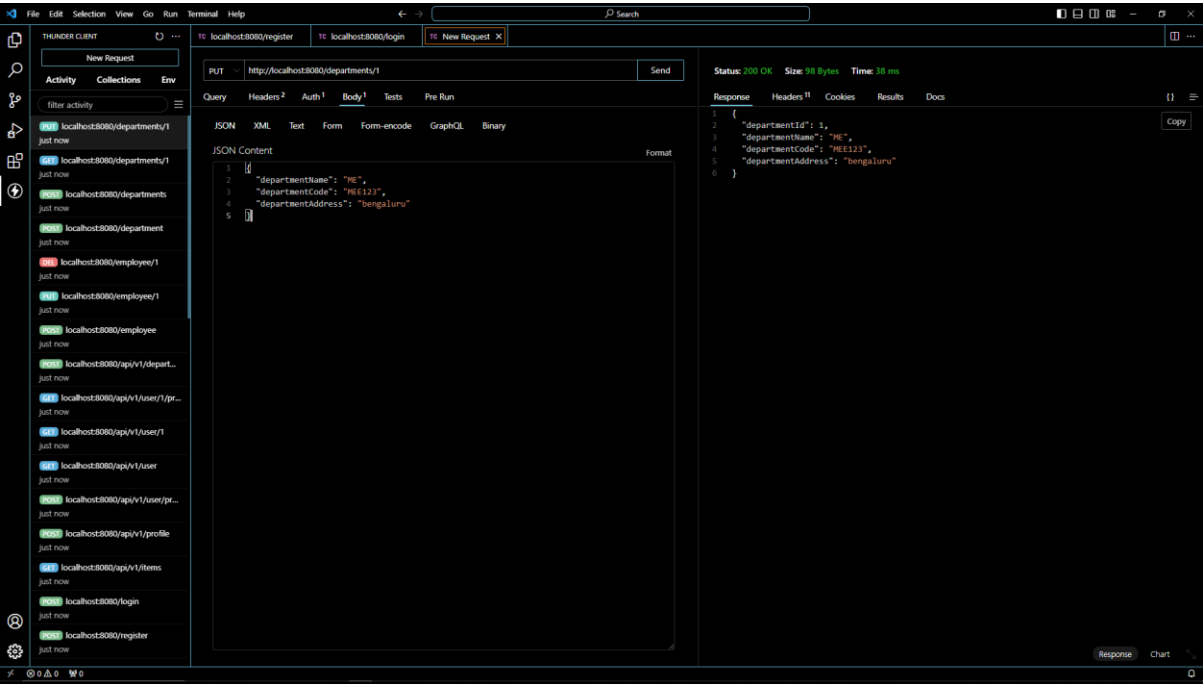 File Edit Selection View Go Run Terminal Help
Search
THUNDER CLIENT
New Request
Activity Collections Env
filter activity
PUT localhost:8080/departments/1
just now
GET localhost:8080/departments/1
just now
POST localhost:8080/departments
just now
POST localhost:8080/department
just now
DEL localhost:8080/employee/1
just now
PUT localhost:8080/employee/1
just now
POST localhost:8080/employee
just now
POST localhost:8080/api/v1/depart...
just now
GET localhost:8080/api/v1/user/1/pr...
just now
GET localhost:8080/api/v1/user/1
just now
GET localhost:8080/api/v1/user
just now
POST localhost:8080/api/v1/user/pr...
just now
POST localhost:8080/api/v1/profile
just now
GET localhost:8080/api/v1/items
just now
POST localhost:8080/login
just now
POST localhost:8080/register
just now
TC localhost:8080/register TC localhost:8080/login TC New Request
PUT http://localhost:8080/departments/1 Send
Query Headers 2 Auth 1 Body 1 Tests Pre Run
JSON XML Text Form Form-encode GraphQL Binary
JSON Content Format
1 {
2 "departmentName": "ME",
3 "departmentCode": "MEE123",
4 "departmentAddress": "bengaluru"
5 }
Status: 200 OK Size: 98 Bytes Time: 38 ms
Response Headers 11 Cookies Results Docs {}
Copy
1 {
2 "departmentId": 1,
3 "departmentName": "ME",
4 "departmentCode": "MEE123",
5 "departmentAddress": "bengaluru"
6 }
Response Chart
0 0 0